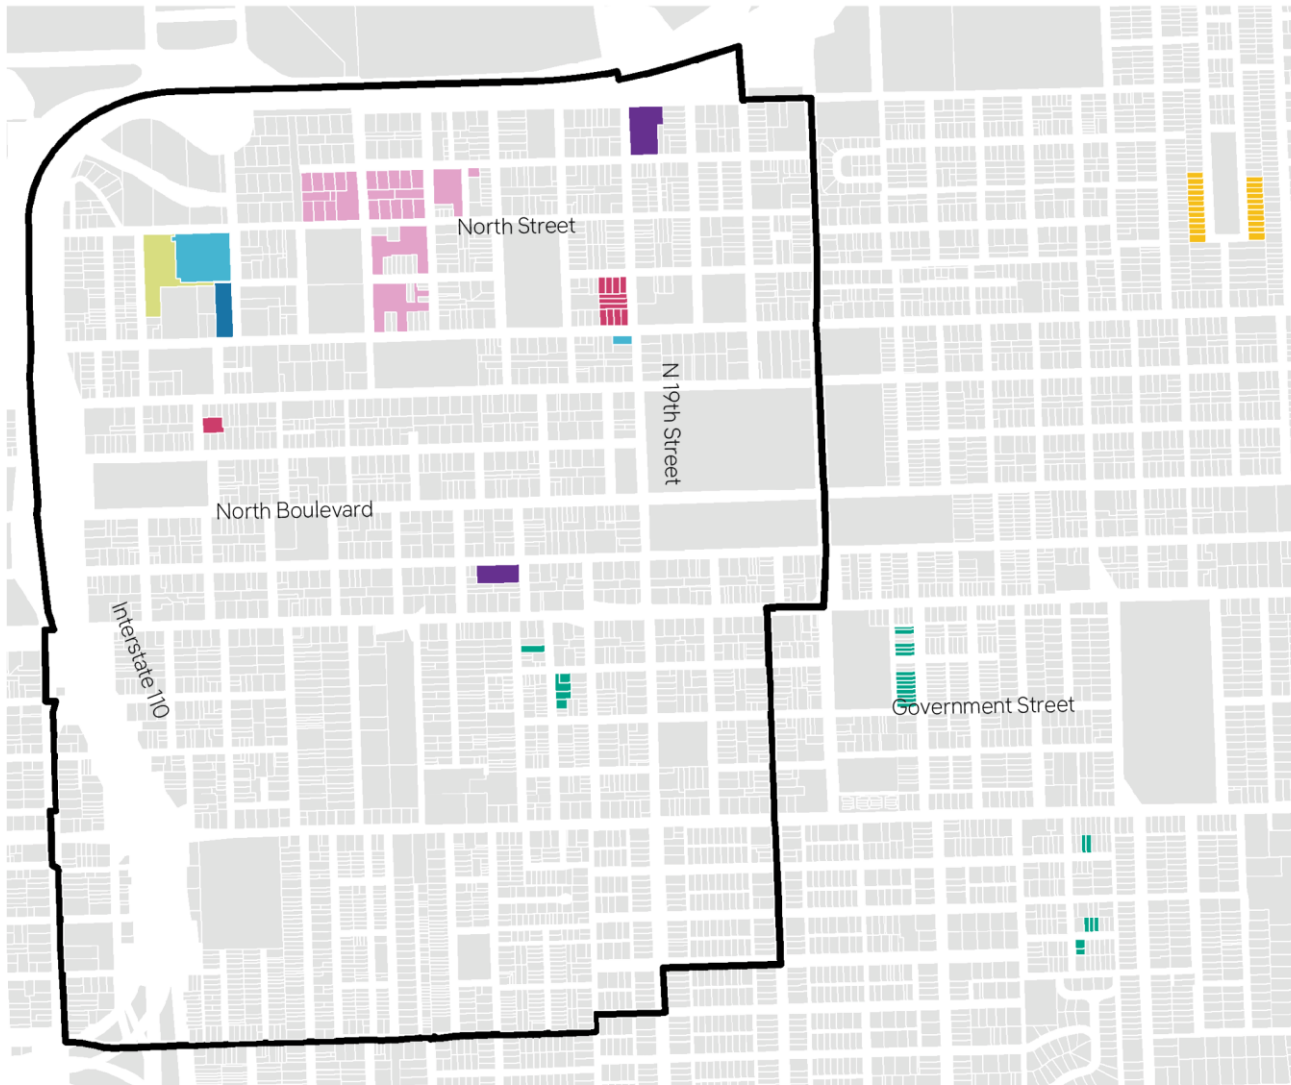 North Street
N 19th Street
North Boulevard
Interstate 110
Government Street